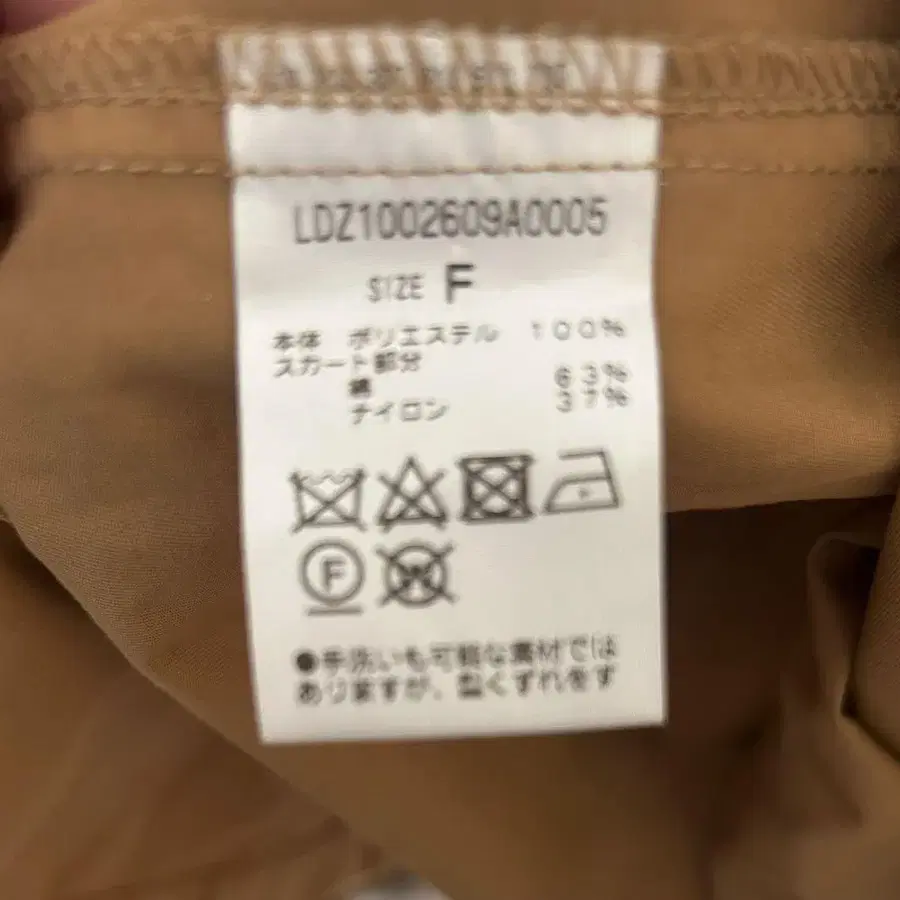 LDZ1002609A0005
SIZE F
本体 ポリエステル 100%
スカート部分
綿 63%
ナイロン 37%
F
W
●手洗いも可能な素材では
ありますが、型くずれをす